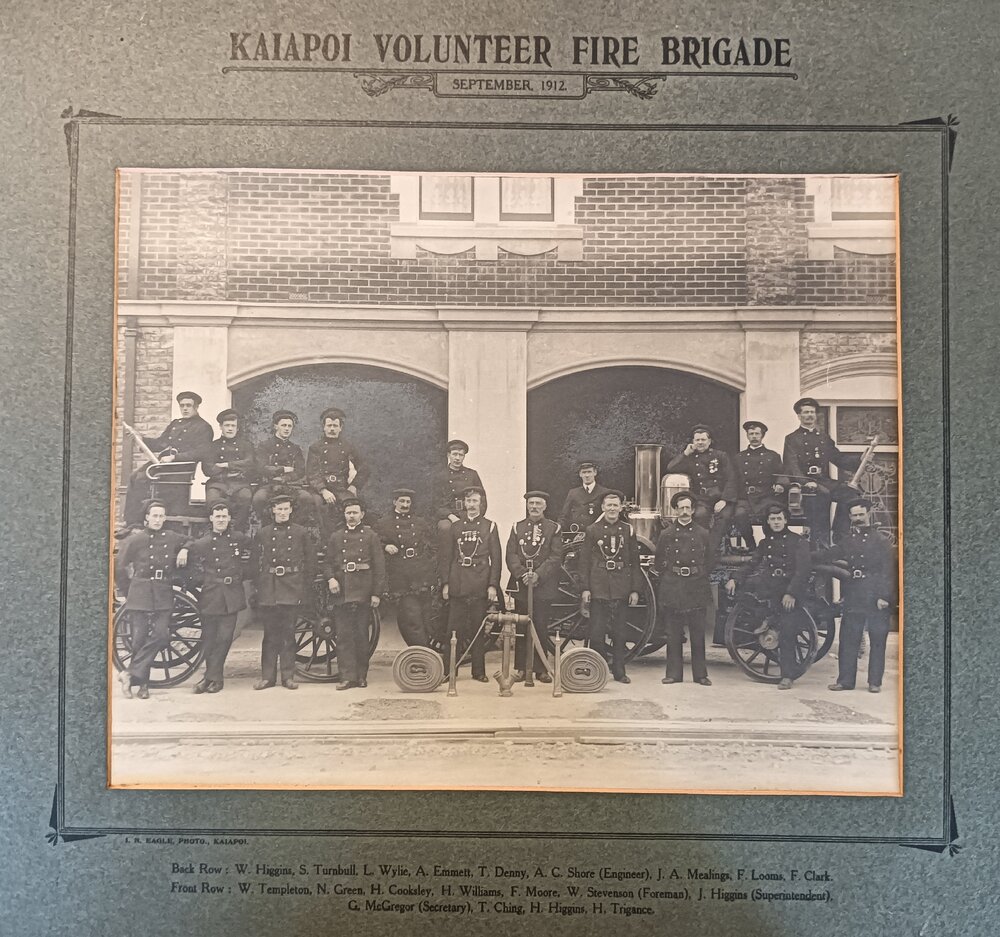 KAIAPOI VOLUNTEER FIRE BRIGADE
SEPTEMBER, 1912.
I. N. EAGLE, PHOTO., KAIAPOI.
Back Row : W. Higgins, S. Turnbull, L. Wylie, A. Emmett, T. Denny, A. C. Shore (Engineer), J. A. Mealings, F. Looms, F. Clark.
Front Row : W. Templeton, N. Green, H. Cooksley, H. Williams, F. Moore, W. Stevenson (Foreman), J. Higgins (Superintendent),
G. McGregor (Secretary), T. Ching, H. Higgins, H. Trigance.